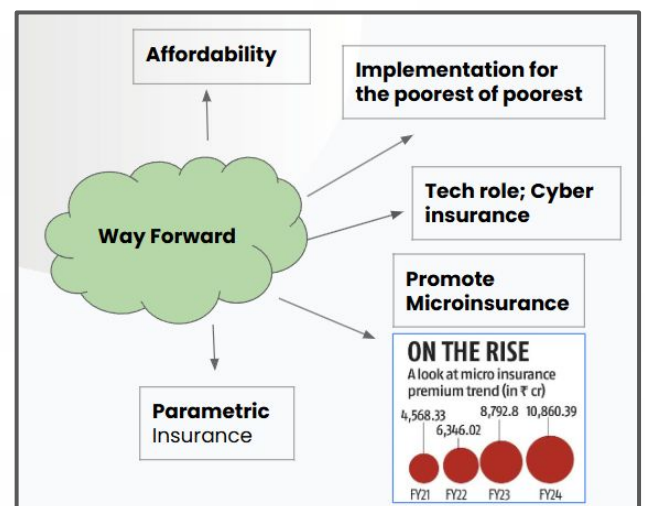 Affordability
Implementation for
the poorest of poorest
Tech role; Cyber
insurance
Way Forward
Promote
Microinsurance
ON THE RISE
A look at micro insurance
premium trend (in ₹ cr)
4,568.33
6,346.02
8,792.8
10,860.39
FY21
FY22
FY23
FY24
Parametric
Insurance